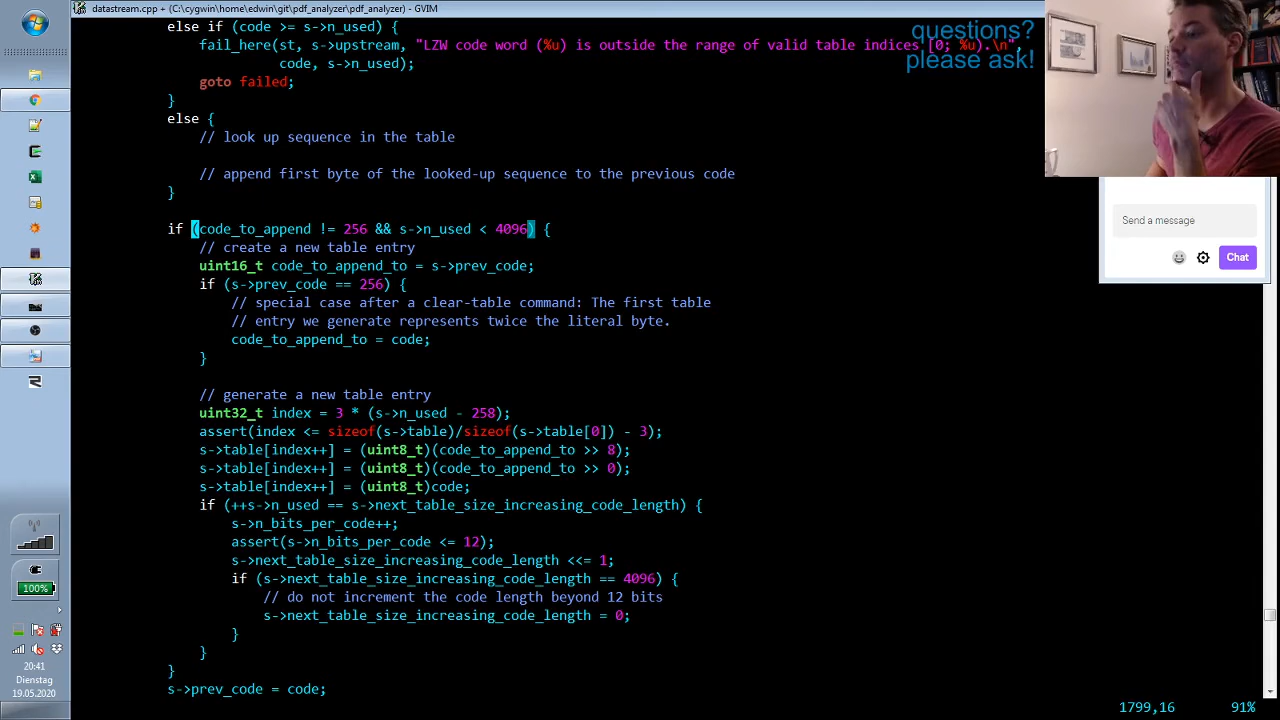 datastream.cpp + (C:\cygwin\home\edwin\git\pdf_analyzer\pdf_analyzer) - GVIM
else if (code >= s->n_used) {
fail_here(st, s->upstream, "LZW code word (%u) is outside the range of valid table indices [0; %u).\n",
code, s->n_used);
goto failed;
}
else {
// look up sequence in the table
// append first byte of the looked-up sequence to the previous code
}
if (code_to_append != 256 && s->n_used < 4096) {
// create a new table entry
uint16_t code_to_append_to = s->prev_code;
if (s->prev_code == 256) {
// special case after a clear-table command: The first table
// entry we generate represents twice the literal byte.
code_to_append_to = code;
}
// generate a new table entry
uint32_t index = 3 * (s->n_used - 258);
assert(index <= sizeof(s->table)/sizeof(s->table[0]) - 3);
s->table[index++] = (uint8_t)(code_to_append_to >> 8);
s->table[index++] = (uint8_t)(code_to_append_to >> 0);
s->table[index++] = (uint8_t)code;
if (++s->n_used == s->next_table_size_increasing_code_length) {
s->n_bits_per_code++;
assert(s->n_bits_per_code <= 12);
s->next_table_size_increasing_code_length <<= 1;
if (s->next_table_size_increasing_code_length == 4096) {
// do not increment the code length beyond 12 bits
s->next_table_size_increasing_code_length = 0;
}
}
}
s->prev_code = code;
1799,16 91%
questions?
please ask!
Send a message
Chat
100%
20:41
Dienstag
19.05.2020